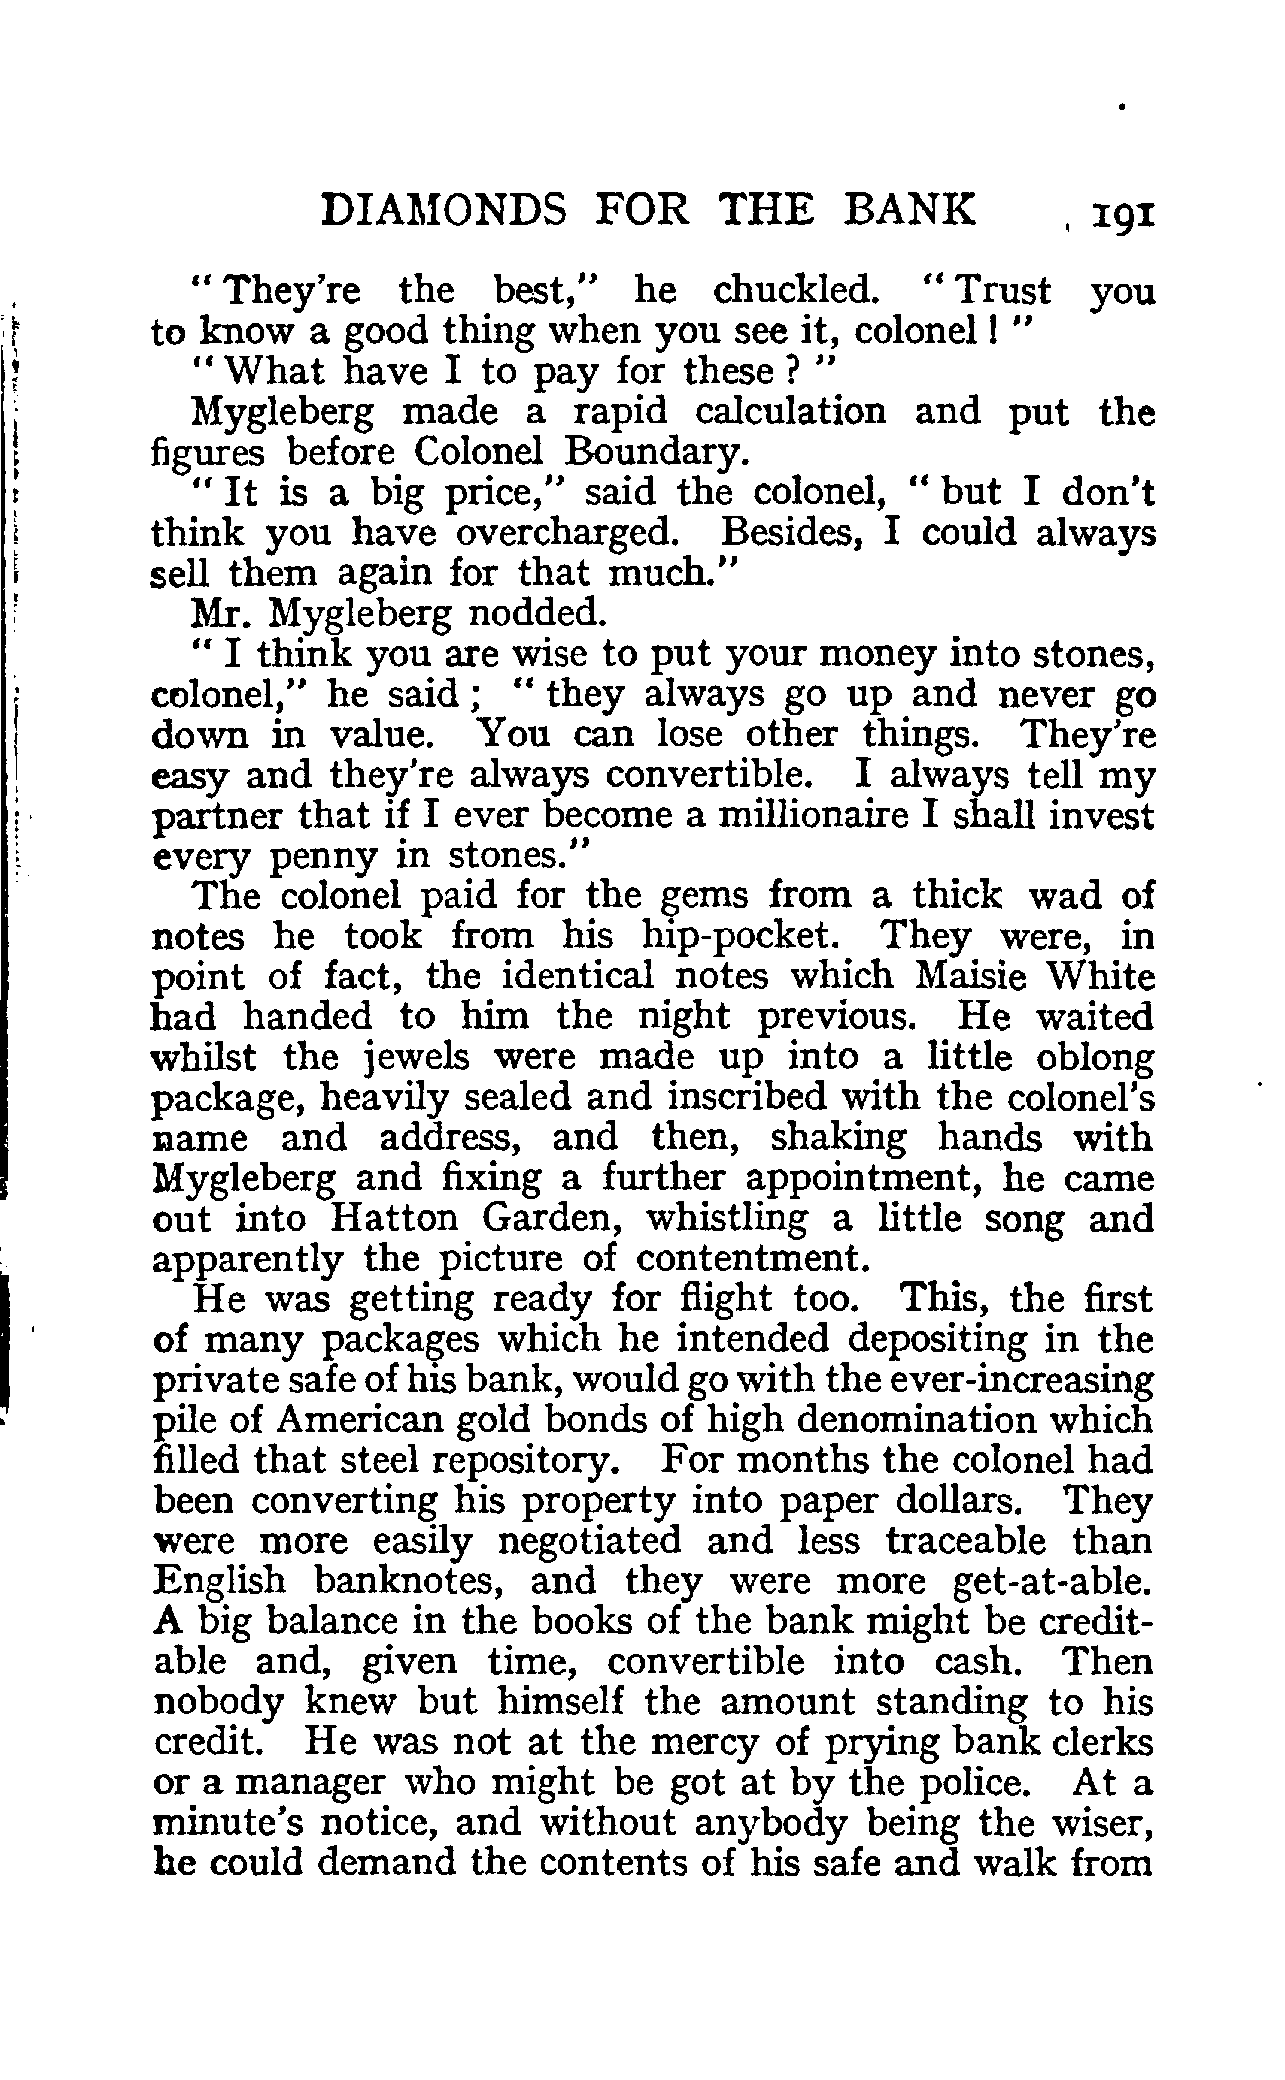 DIAMONDS FOR THE BANK 191
“ They're the best,” he chuckled. “ Trust you
to know a good thing when you see it, colonel ! ”
“ What have I to pay for these ? ”
Mygleberg made a rapid calculation and put the
figures before Colonel Boundary.
“ It is a big price,” said the colonel, “ but I don't
think you have overcharged. Besides, I could always
sell them again for that much.”
Mr. Mygleberg nodded.
“ I think you are wise to put your money into stones,
colonel,” he said ; “ they always go up and never go
down in value. You can lose other things. They're
easy and they're always convertible. I always tell my
partner that if I ever become a millionaire I shall invest
every penny in stones.”
The colonel paid for the gems from a thick wad of
notes he took from his hip-pocket. They were, in
point of fact, the identical notes which Maisie White
had handed to him the night previous. He waited
whilst the jewels were made up into a little oblong
package, heavily sealed and inscribed with the colonel's
name and address, and then, shaking hands with
Mygleberg and fixing a further appointment, he came
out into Hatton Garden, whistling a little song and
apparently the picture of contentment.
He was getting ready for flight too. This, the first
of many packages which he intended depositing in the
private safe of his bank, would go with the ever-increasing
pile of American gold bonds of high denomination which
filled that steel repository. For months the colonel had
been converting his property into paper dollars. They
were more easily negotiated and less traceable than
English banknotes, and they were more get-at-able.
A big balance in the books of the bank might be credit-
able and, given time, convertible into cash. Then
nobody knew but himself the amount standing to his
credit. He was not at the mercy of prying bank clerks
or a manager who might be got at by the police. At a
minute's notice, and without anybody being the wiser,
he could demand the contents of his safe and walk from